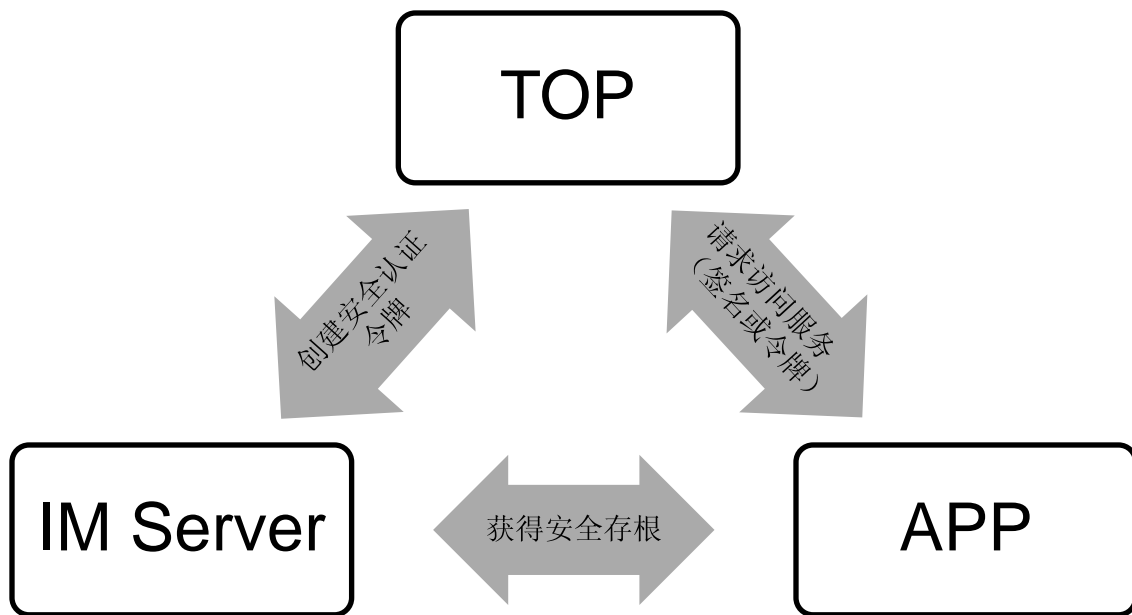 TOP
创建安全认证
令牌
请求访问服务
（签名或令牌）
IM Server
获得安全存根
APP